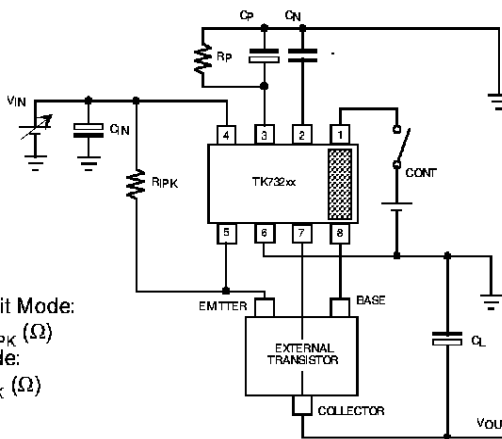 CP CN
RP
VIN
CIN
4 3 2 1
TK732xx
CONT
RIPK
5 6 7 8
EMITTER BASE
it Mode:
PK (Ω)
de:
K (Ω)
EXTERNAL
TRANSISTOR
CL
COLLECTOR
VOU